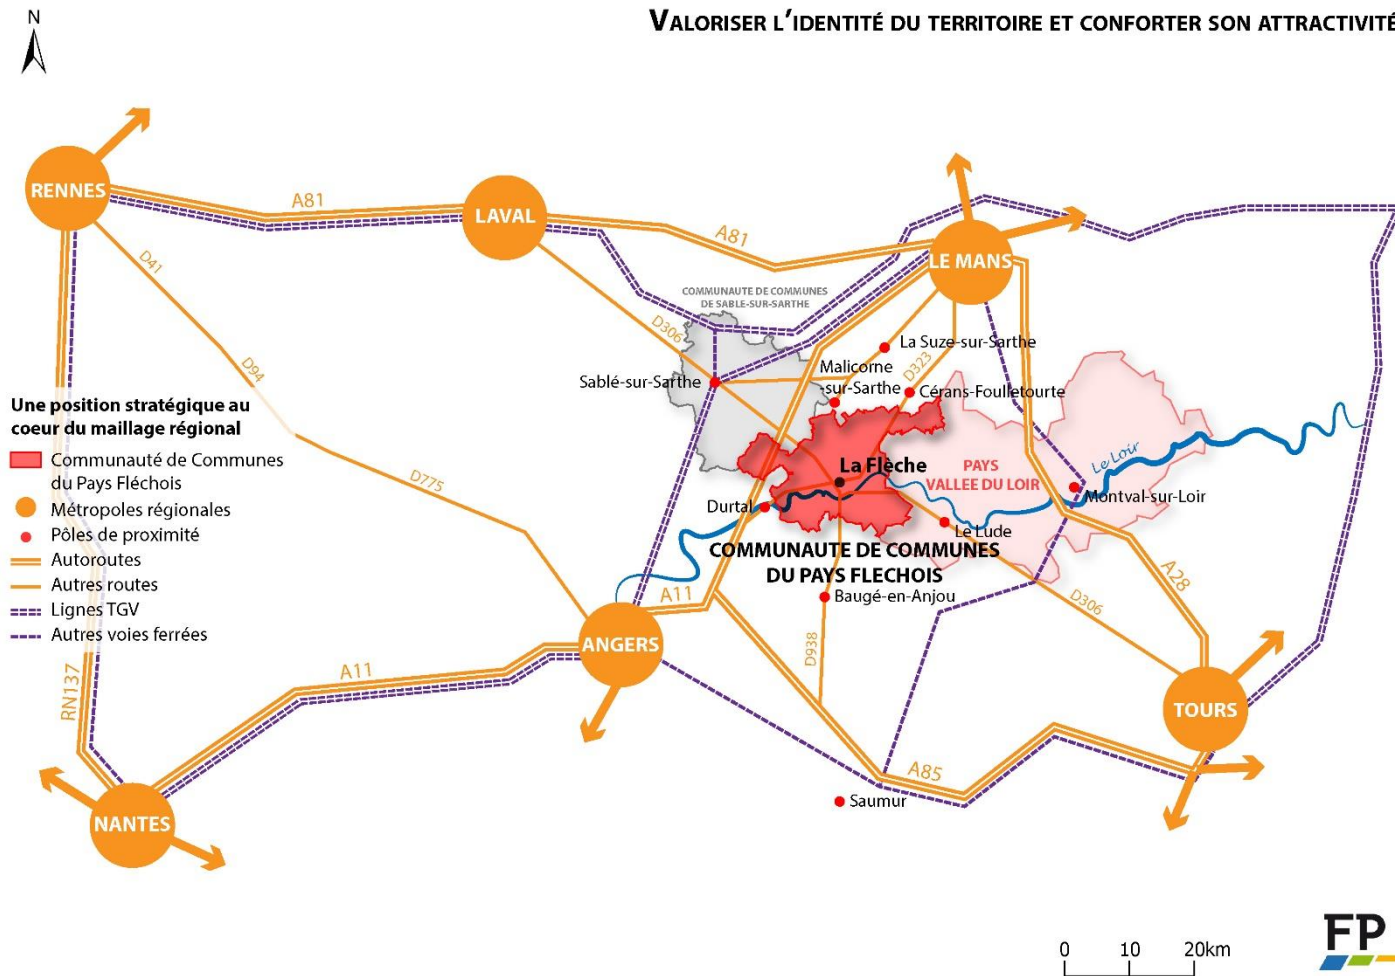 VALORISER L'IDENTITÉ DU TERRITOIRE ET CONFORTER SON ATTRACTIVITÉ
N
RENNES
A81
LAVAL
A81
LE MANS
D41
COMMUNAUTE DE COMMUNES
DE SABLE-SUR-SARTHE
D306
La Suze-sur-Sarthe
D323
Malicorne
-sur-Sarthe
Sablé-sur-Sarthe
Cérans-Foulletourte
D94
Une position stratégique au
coeur du maillage régional
Communauté de Communes
du Pays Fléchois
Métropoles régionales
Pôles de proximité
Autoroutes
Autres routes
Lignes TGV
Autres voies ferrées
D775
La Flèche
PAYS
VALLEE DU LOIR
Le Loir
Montval-sur-Loir
Durtal
Le Lude
COMMUNAUTE DE COMMUNES
DU PAYS FLECHOIS
A28
A11
Baugé-en-Anjou
D306
ANGERS
D938
A11
RN137
TOURS
A85
Saumur
NANTES
0 10 20km
FP